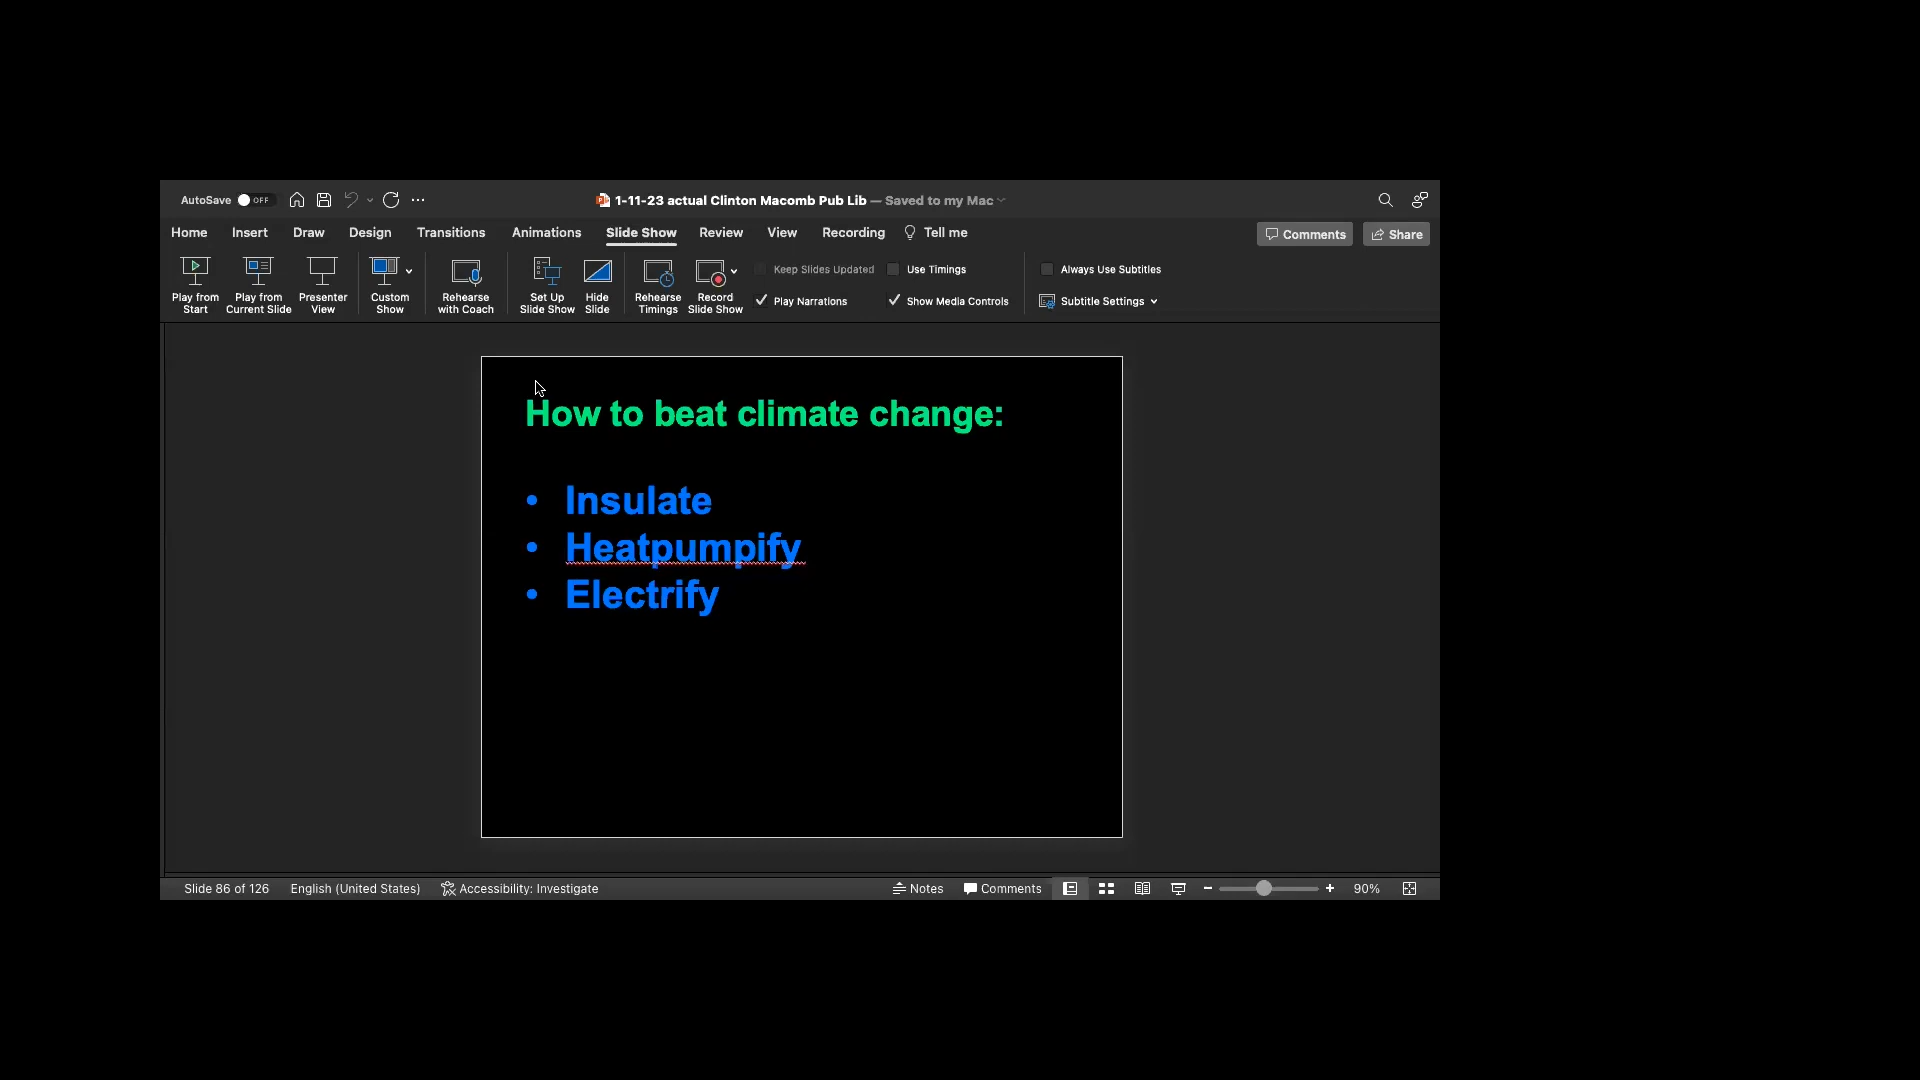 AutoSave OFF 1-11-23 actual Clinton Macomb Pub Lib — Saved to my Mac
Home Insert Draw Design Transitions Animations Slide Show Review View Recording Tell me Comments Share
Play from Start
Play from Current Slide
Presenter View
Custom Show
Rehearse with Coach
Set Up Slide Show
Hide Slide
Rehearse Timings
Record Slide Show
Keep Slides Updated Use Timings
Play Narrations Show Media Controls
Always Use Subtitles
Subtitle Settings
How to beat climate change:
• Insulate
• Heatpumpify
• Electrify
Slide 86 of 126 English (United States) Accessibility: Investigate Notes Comments 90%